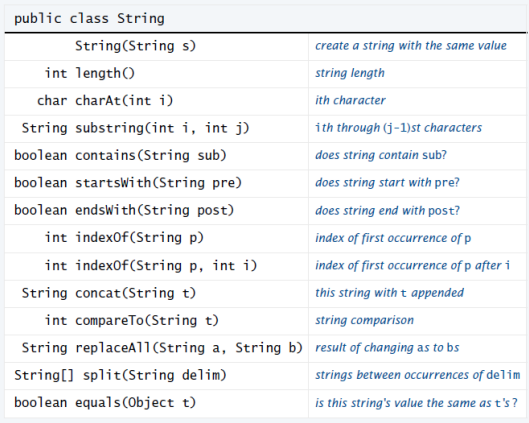 public class String
String(String s) create a string with the same value
int length() string length
char charAt(int i) ith character
String substring(int i, int j) ith through (j-1)st characters
boolean contains(String sub) does string contain sub?
boolean startsWith(String pre) does string start with pre?
boolean endsWith(String post) does string end with post?
int indexOf(String p) index of first occurrence of p
int indexOf(String p, int i) index of first occurrence of p after i
String concat(String t) this string with t appended
int compareTo(String t) string comparison
String replaceAll(String a, String b) result of changing as to bs
String[] split(String delim) strings between occurrences of delim
boolean equals(Object t) is this string's value the same as t's?